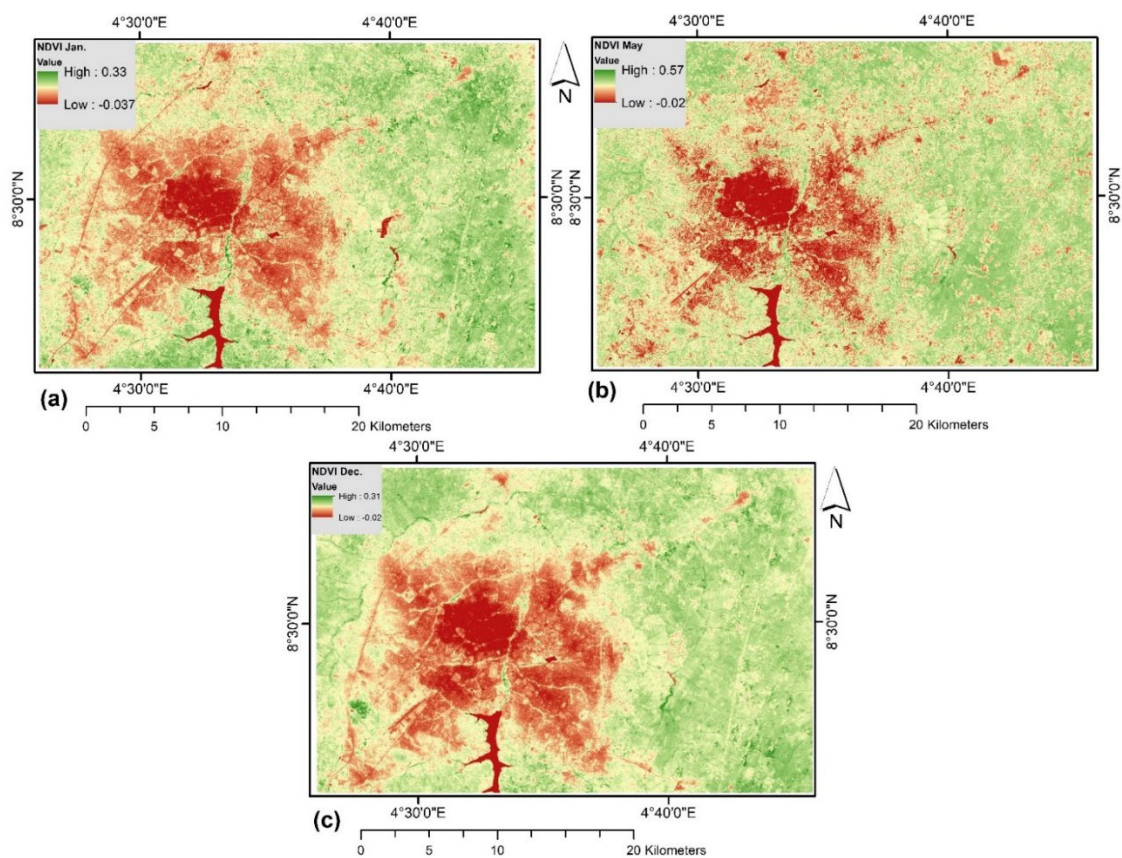 4°30'0"E 4°40'0"E
NDVI Jan.
Value
High : 0.33
Low : -0.037
N
8°30'0"N
8°30'0"N
4°30'0"E 4°40'0"E
(a)
0 5 10 20 Kilometers
4°30'0"E 4°40'0"E
NDVI May
Value
High : 0.57
Low : -0.02
8°30'0"N
8°30'0"N
4°30'0"E 4°40'0"E
(b)
0 5 10 20 Kilometers
4°30'0"E 4°40'0"E
NDVI Dec.
Value
High : 0.31
Low : -0.02
N
8°30'0"N
8°30'0"N
4°30'0"E 4°40'0"E
(c)
0 5 10 20 Kilometers